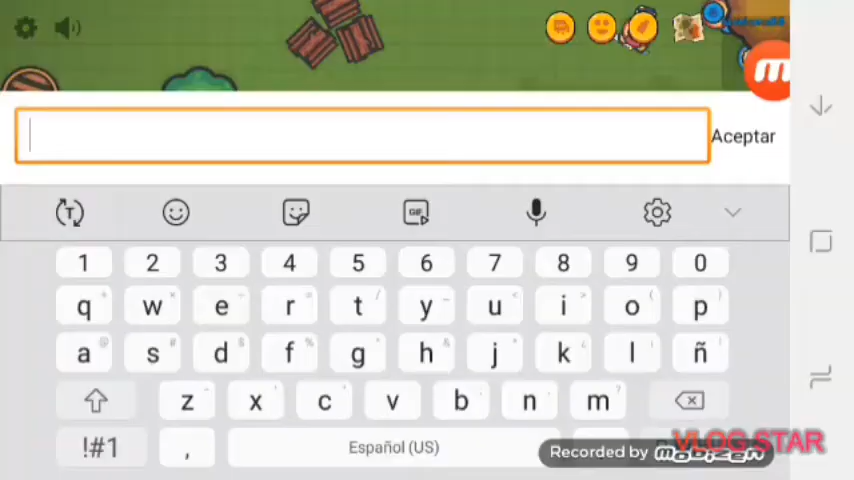 Aceptar
T
GIF
1 2 3 4 5 6 7 8 9 0
q w e r t y u i o p
a s d f g h j k l ñ
z x c v b n m
!#1 , Español (US)
VLOG STAR
Recorded by mobizen